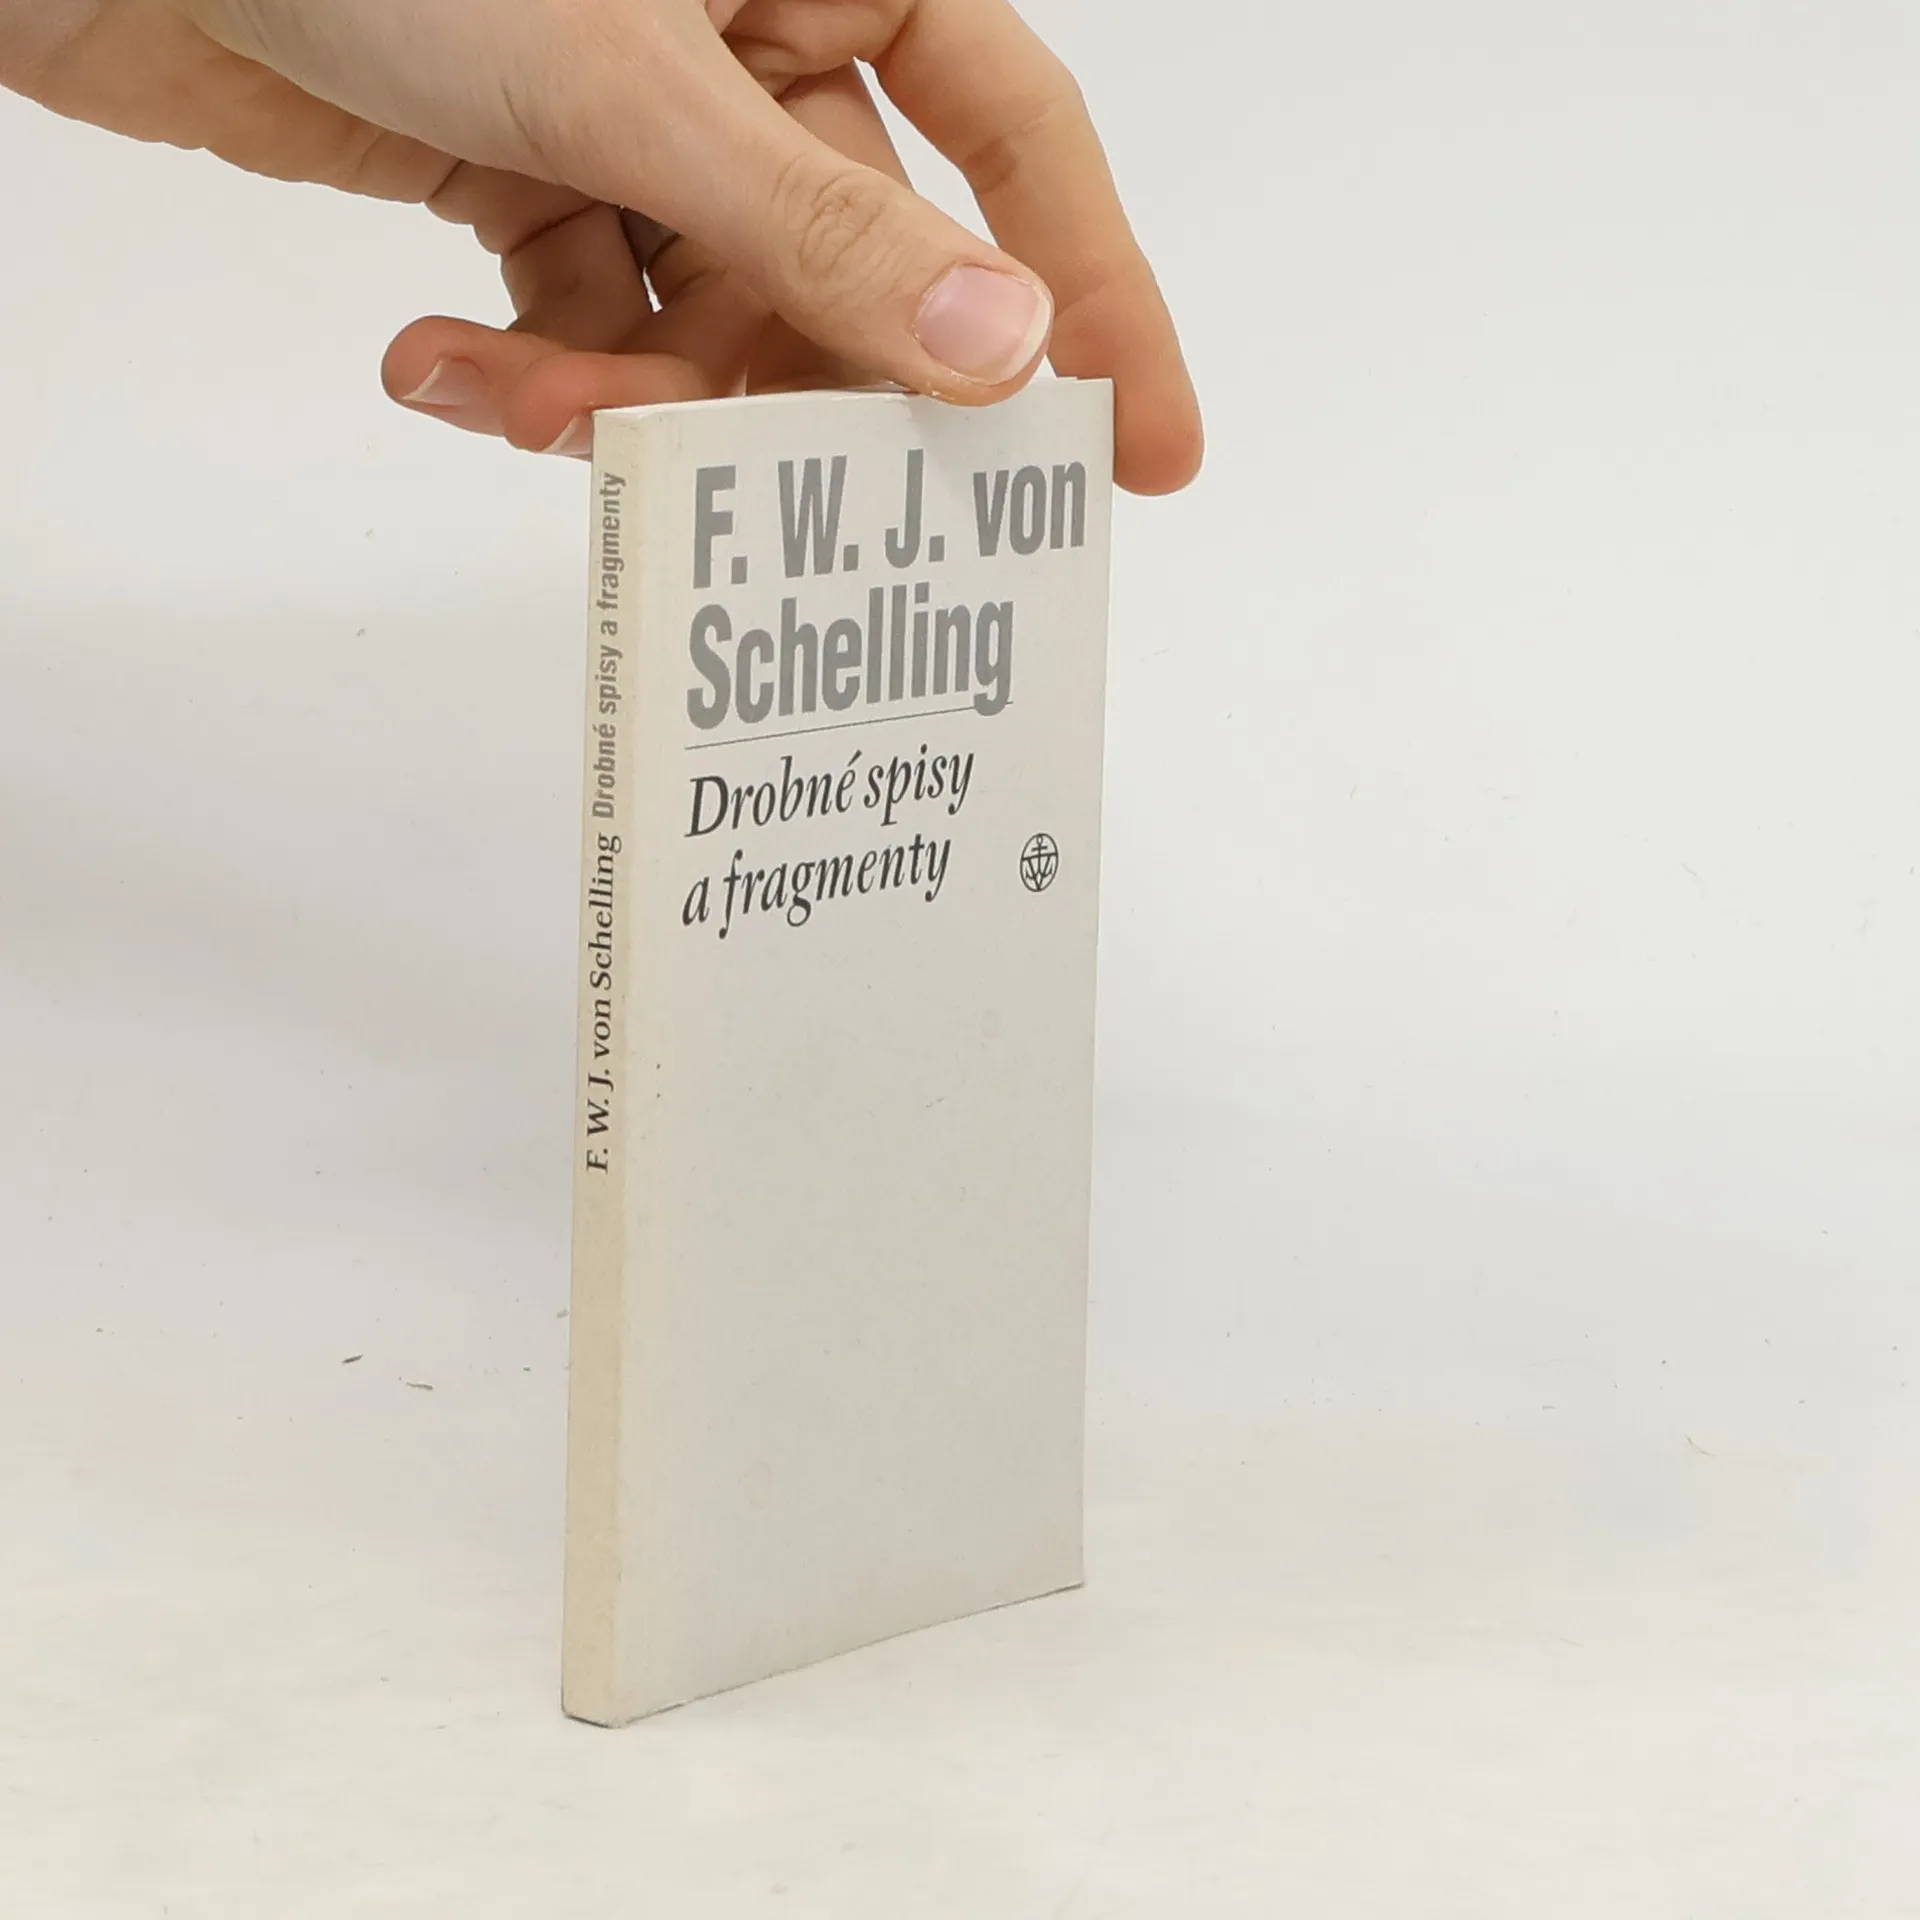 F. W. J. von
Schelling
Drobné spisy
a fragmenty
F. W. J. von Schelling Drobné spisy a fragmenty